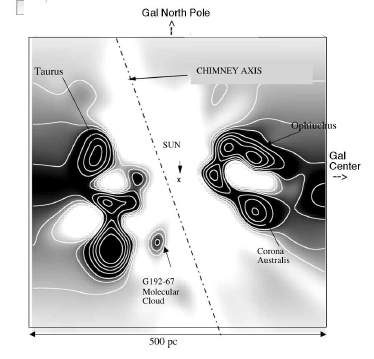 Gal North Pole
-->
Taurus
CHIMNEY AXIS
Ophiuchus
SUN
x
Gal
Center
-->
Corona
Australis
G192-67
Molecular
Cloud
500 pc